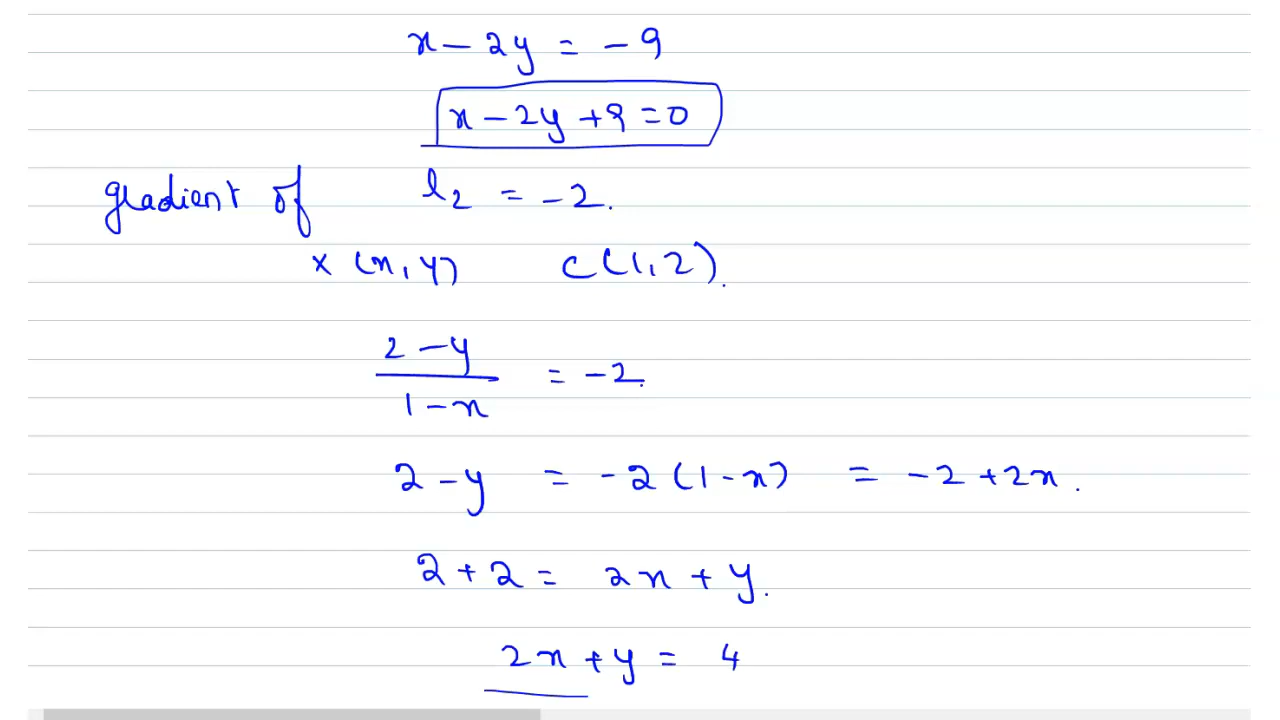 x - 2y = - 9
x - 2y + 9 = 0
gradient of l₂ = -2.
x (x, y) C (1, 2).
2 - y / 1 - x = -2.
2 - y = -2 (1 - x) = -2 + 2x.
2 + 2 = 2x + y.
2x + y = 4